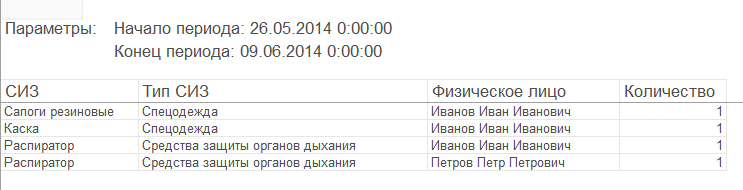 Параметры: Начало периода: 26.05.2014 0:00:00
Конец периода: 09.06.2014 0:00:00
СИЗ Тип СИЗ Физическое лицо Количество
Сапоги резиновые Спецодежда Иванов Иван Иванович 1
Каска Спецодежда Иванов Иван Иванович 1
Распиратор Средства защиты органов дыхания Иванов Иван Иванович 1
Распиратор Средства защиты органов дыхания Петров Петр Петрович 1